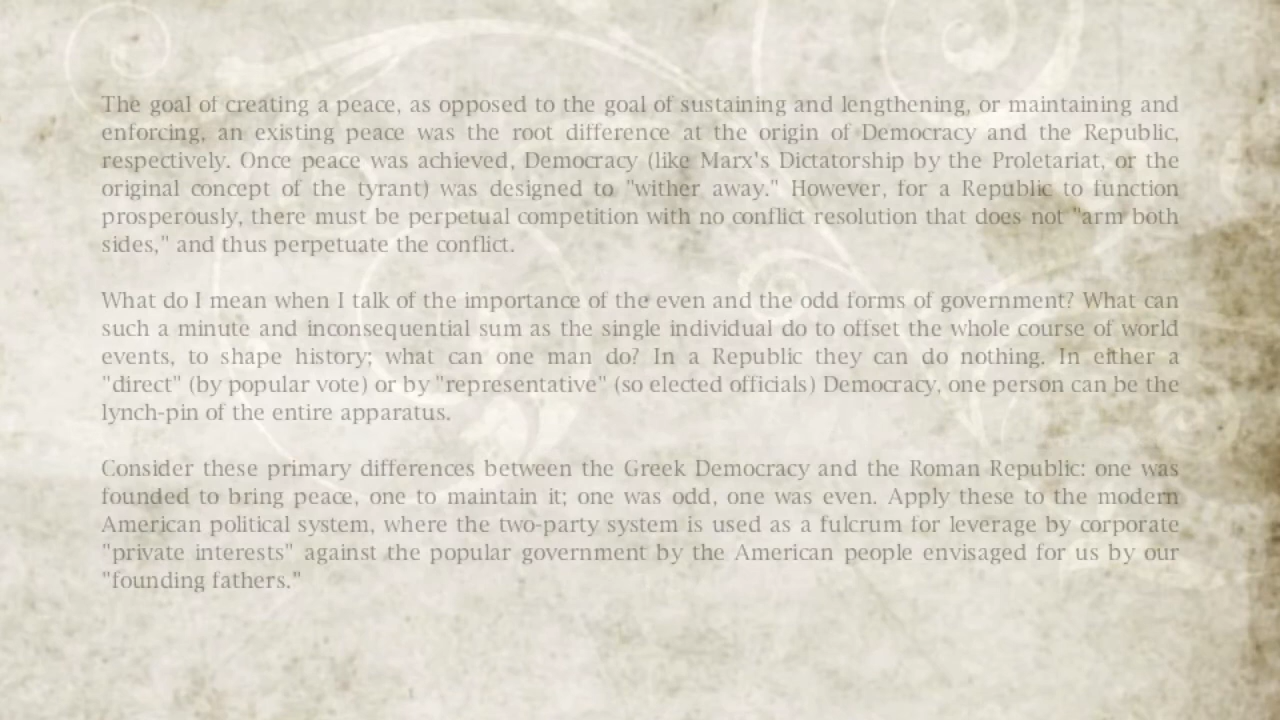 The goal of creating a peace, as opposed to the goal of sustaining and lengthening, or maintaining and
enforcing, an existing peace was the root difference at the origin of Democracy and the Republic,
respectively. Once peace was achieved, Democracy (like Marx's Dictatorship by the Proletariat, or the
original concept of the tyrant) was designed to "wither away." However, for a Republic to function
prosperously, there must be perpetual competition with no conflict resolution that does not "arm both
sides," and thus perpetuate the conflict.
What do I mean when I talk of the importance of the even and the odd forms of government? What can
such a minute and inconsequential sum as the single individual do to offset the whole course of world
events, to shape history; what can one man do? In a Republic they can do nothing. In either a
"direct" (by popular vote) or by "representative" (so elected officials) Democracy, one person can be the
lynch-pin of the entire apparatus.
Consider these primary differences between the Greek Democracy and the Roman Republic: one was
founded to bring peace, one to maintain it; one was odd, one was even. Apply these to the modern
American political system, where the two-party system is used as a fulcrum for leverage by corporate
"private interests" against the popular government by the American people envisaged for us by our
"founding fathers."